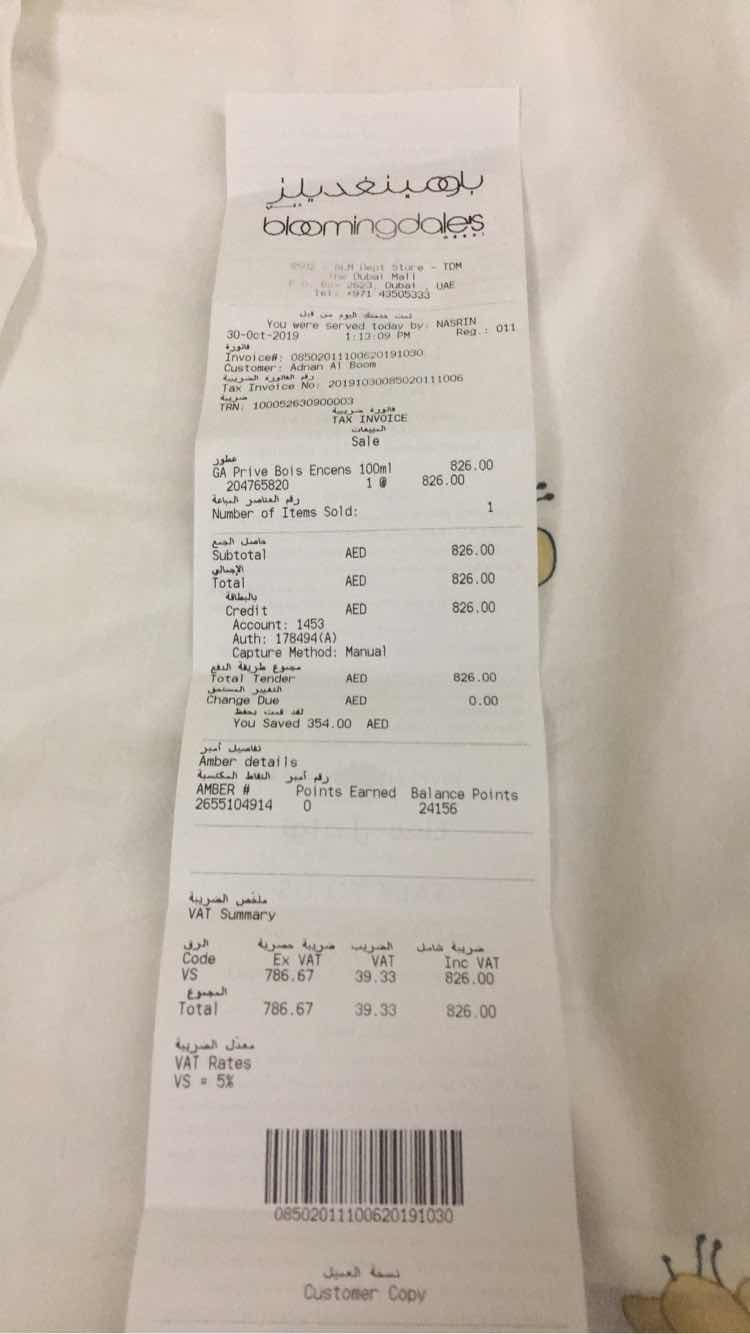 بلومينغديلز
دبي
bloomingdale's
DUBAI
8502 - BLM Dept Store - TDM
The Dubai Mall
P.O. Box 2623, Dubai , UAE
Tel: +971 43505333
تمت خدمتك اليوم من قبل
You were served today by: NASRIN
30-Oct-2019 1:13:09 PM Reg.: 011
فاتورة
Invoice#: 08502011100620191030
Customer: Adnan Al Boom
رقم الفاتورة الضريبية
Tax Invoice No: 20191030085020111006
ضريبة
TRN: 100052630900003
فاتورة ضريبية
TAX INVOICE
المبيعات
Sale
عطور
GA Prive Bois Encens 100ml 826.00
204765820 1 @ 826.00
رقم العناصر المباعة
Number of Items Sold: 1
حاصل الجمع
Subtotal AED 826.00
الإجمالي
Total AED 826.00
بالبطاقة
Credit AED 826.00
Account: 1453
Auth: 178494(A)
Capture Method: Manual
مجموع طريقة الدفع
Total Tender AED 826.00
التغيير المستحق
Change Due AED 0.00
لقد قمت بحفظ
You Saved 354.00 AED
تفاصيل أمبر
Amber details
رقم أمبر النقاط المكتسبة
AMBER # Points Earned Balance Points
2655104914 0 24156
ملخص الضريبة
VAT Summary
الرق ضريبة حصرية الضريب ضريبة شامل
Code Ex VAT VAT Inc VAT
VS 786.67 39.33 826.00
المجموع
Total 786.67 39.33 826.00
معدّل الضريبة
VAT Rates
VS = 5%
08502011100620191030
نسخة العميل
Customer Copy